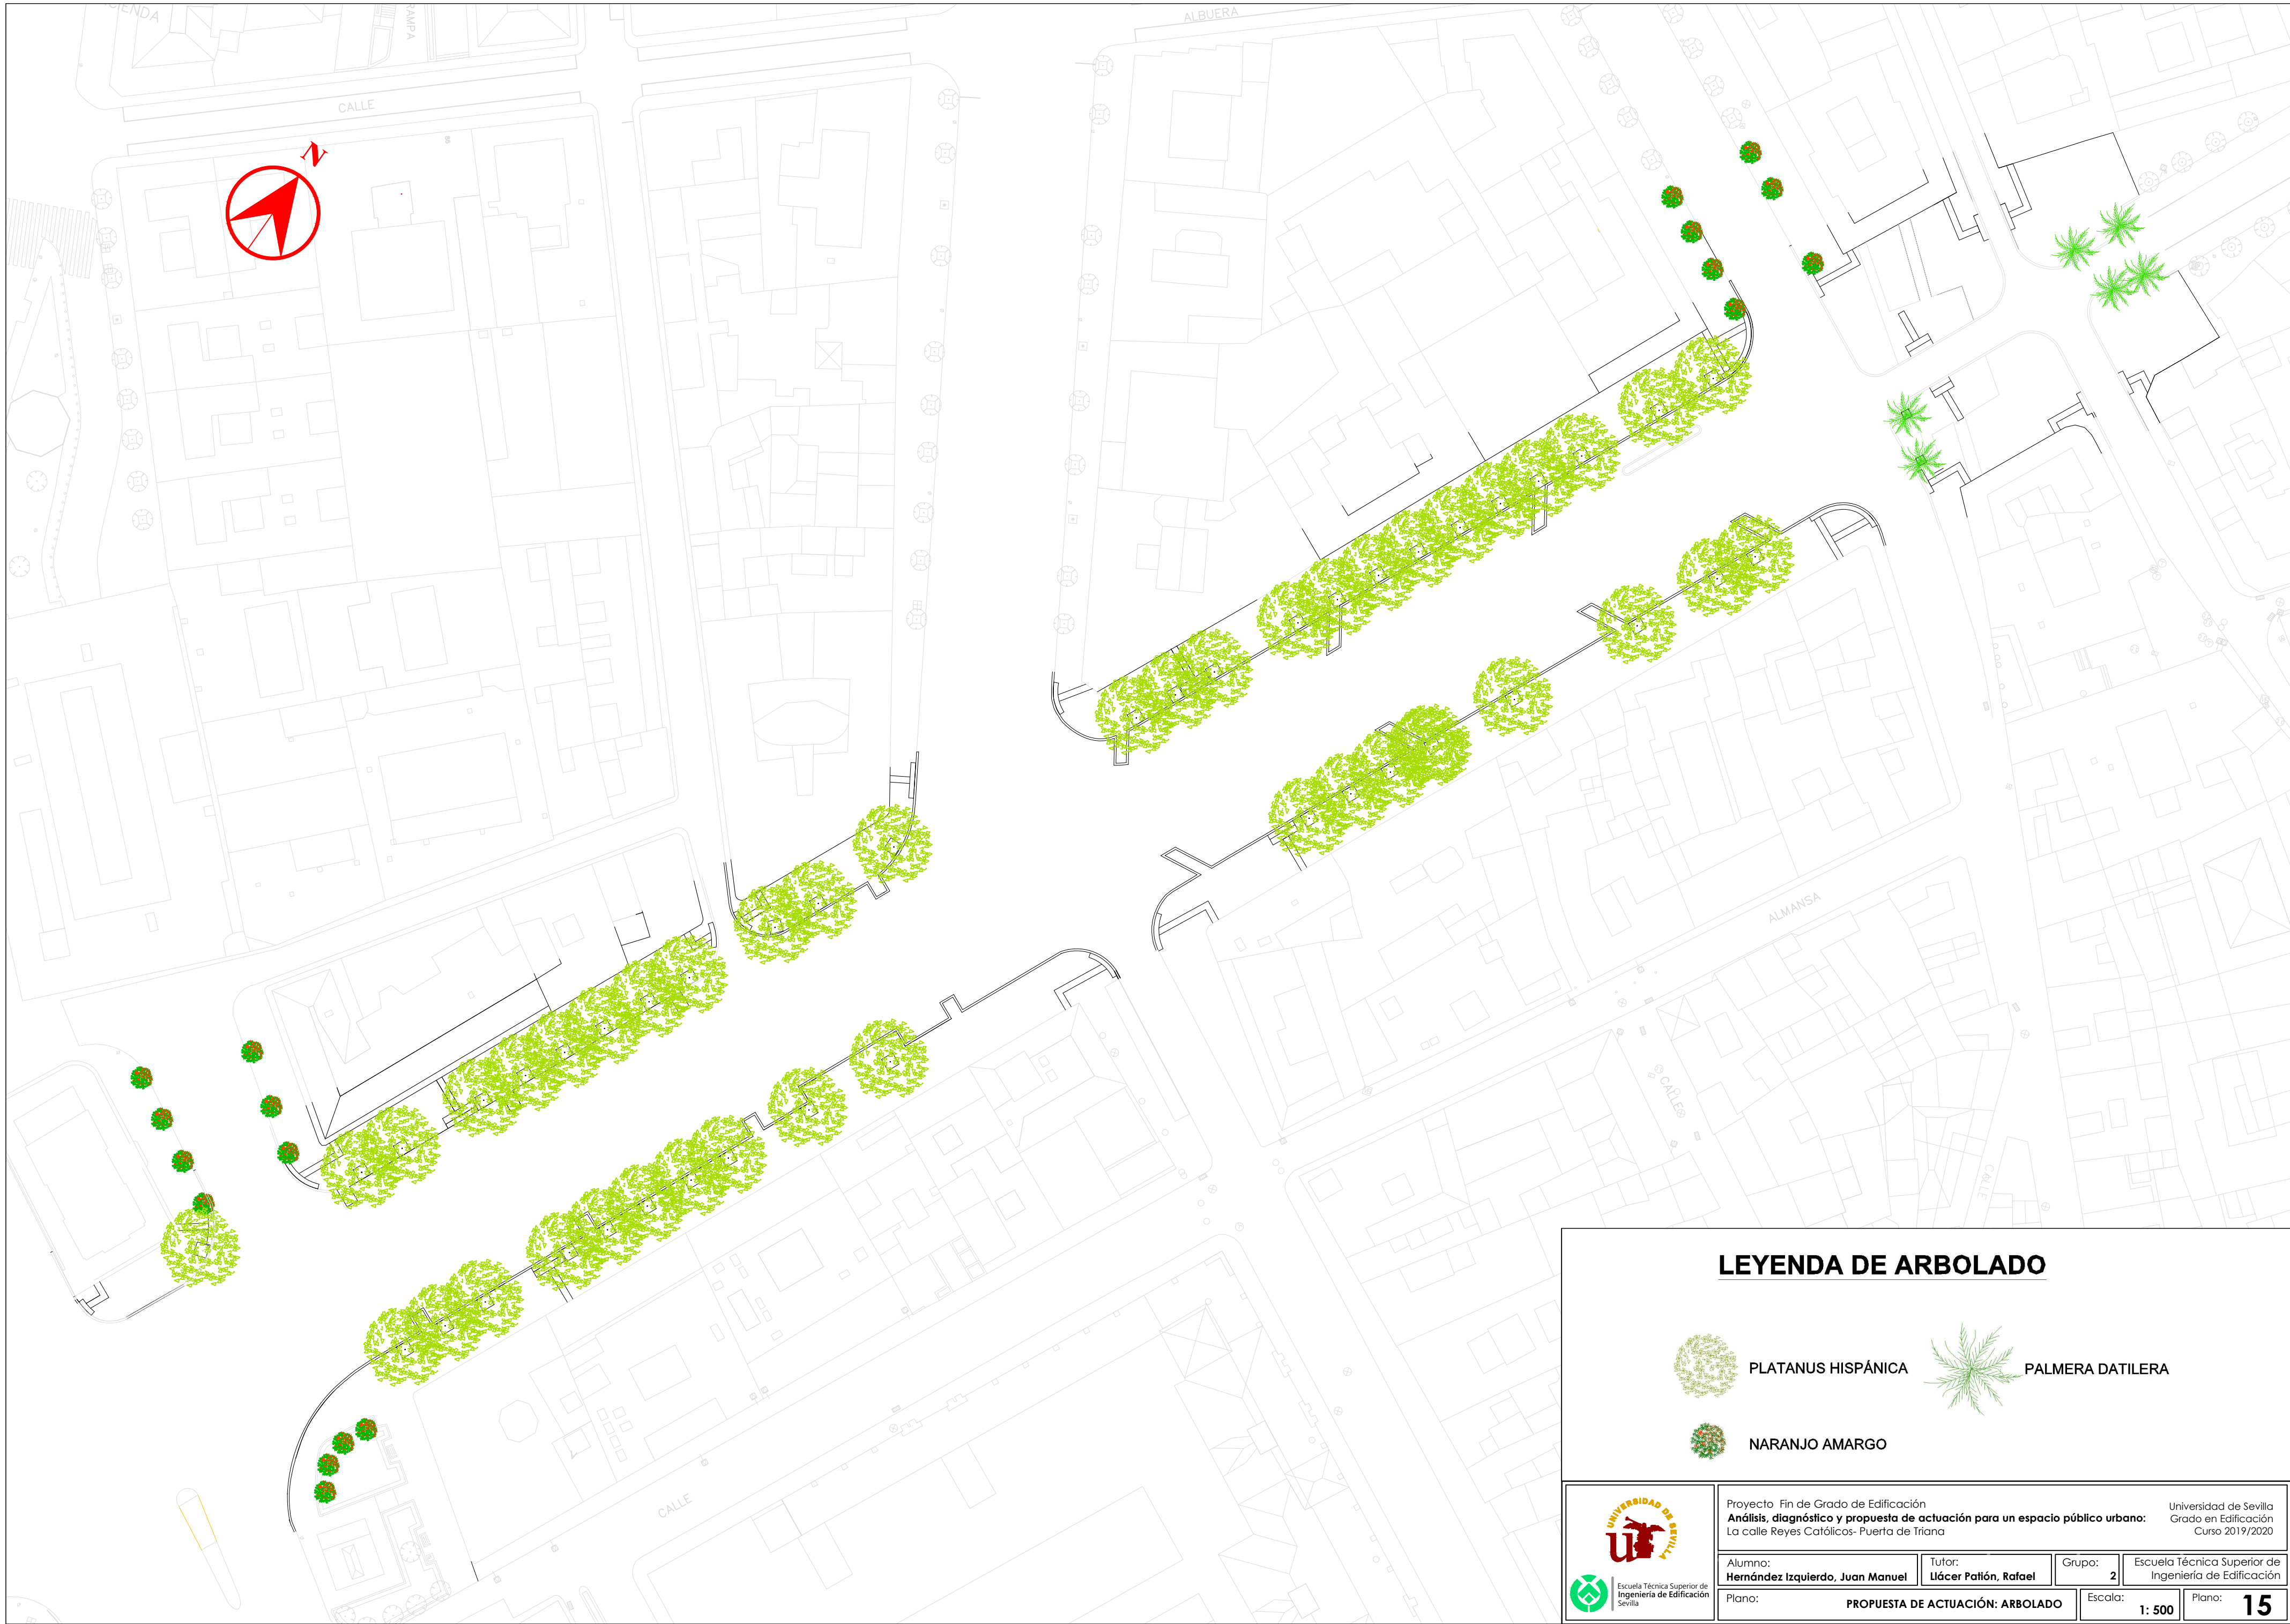 RAMPA
ALBUERA
CALLE
N
ALMANSA
CALLE
CALLE
CALLE
LEYENDA DE ARBOLADO
PLATANUS HISPÁNICA
PALMERA DATILERA
NARANJO AMARGO
UNIVERSIDAD DE SEVILLA
Escuela Técnica Superior de
Ingeniería de Edificación
Sevilla
Proyecto Fin de Grado de Edificación
Análisis, diagnóstico y propuesta de actuación para un espacio público urbano:
La calle Reyes Católicos- Puerta de Triana
Universidad de Sevilla
Grado en Edificación
Curso 2019/2020
Alumno:
Hernández Izquierdo, Juan Manuel
Tutor:
Llácer Patión, Rafael
Grupo:
2
Escuela Técnica Superior de
Ingeniería de Edificación
Plano:
PROPUESTA DE ACTUACIÓN: ARBOLADO
Escala:
1: 500
Plano:
15